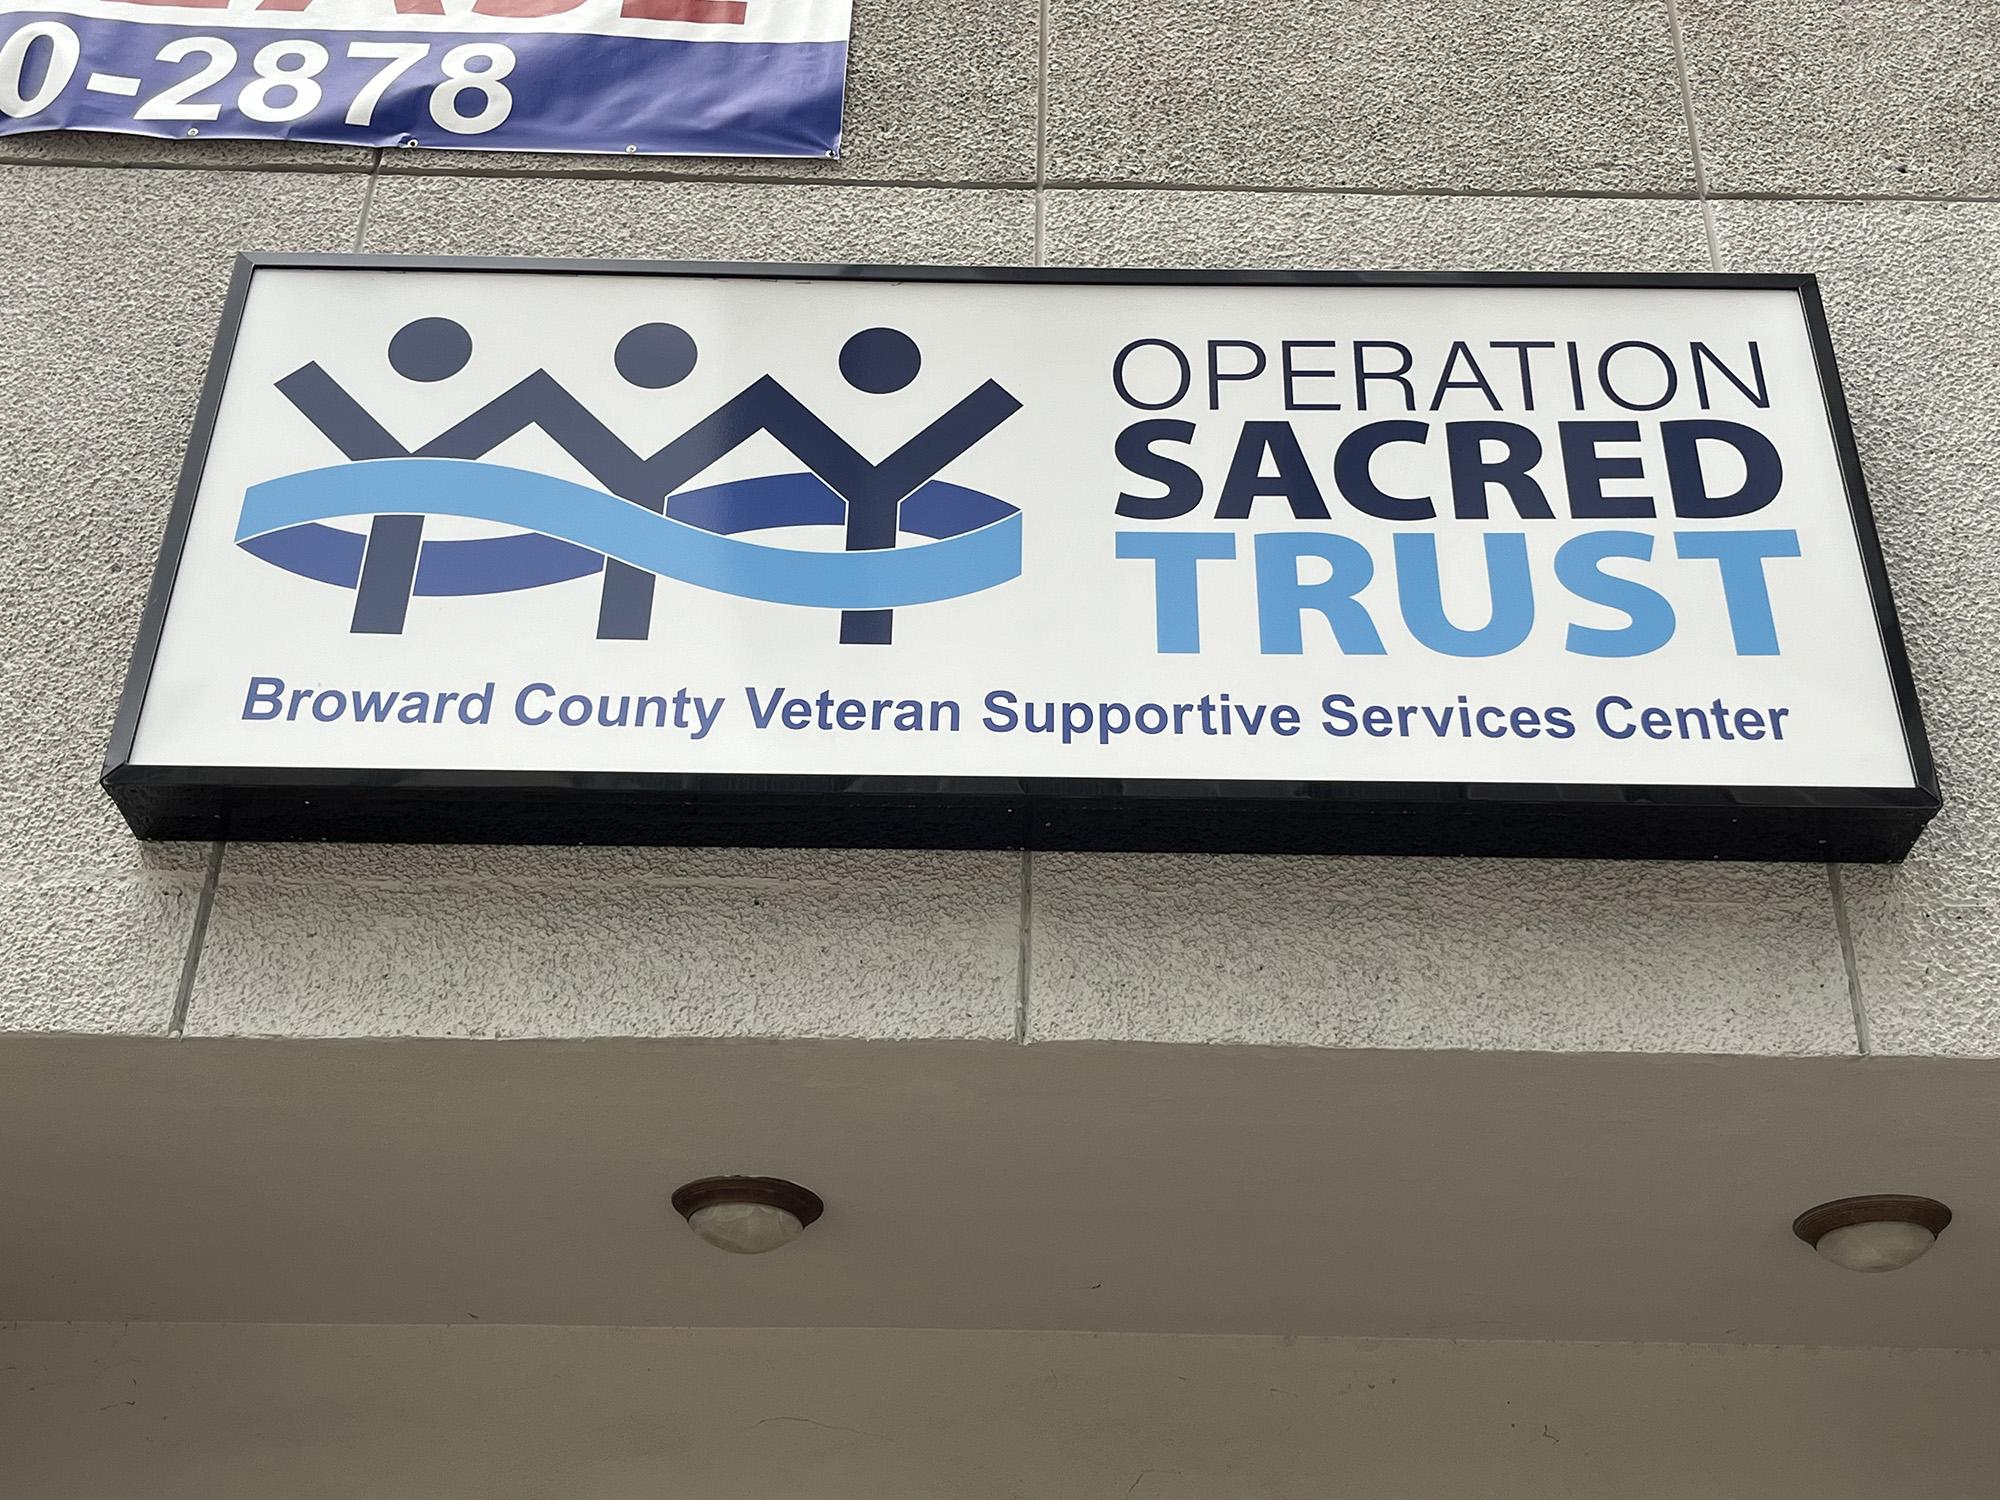 0-2878
OPERATION
SACRED
TRUST
Broward County Veteran Supportive Services Center